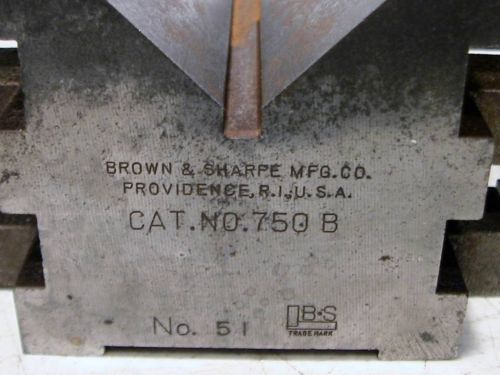 BROWN & SHARPE MFG.CO.
PROVIDENCE, R.I., U.S.A.
CAT.NO.750 B
No. 51
B·S
TRADE MARK